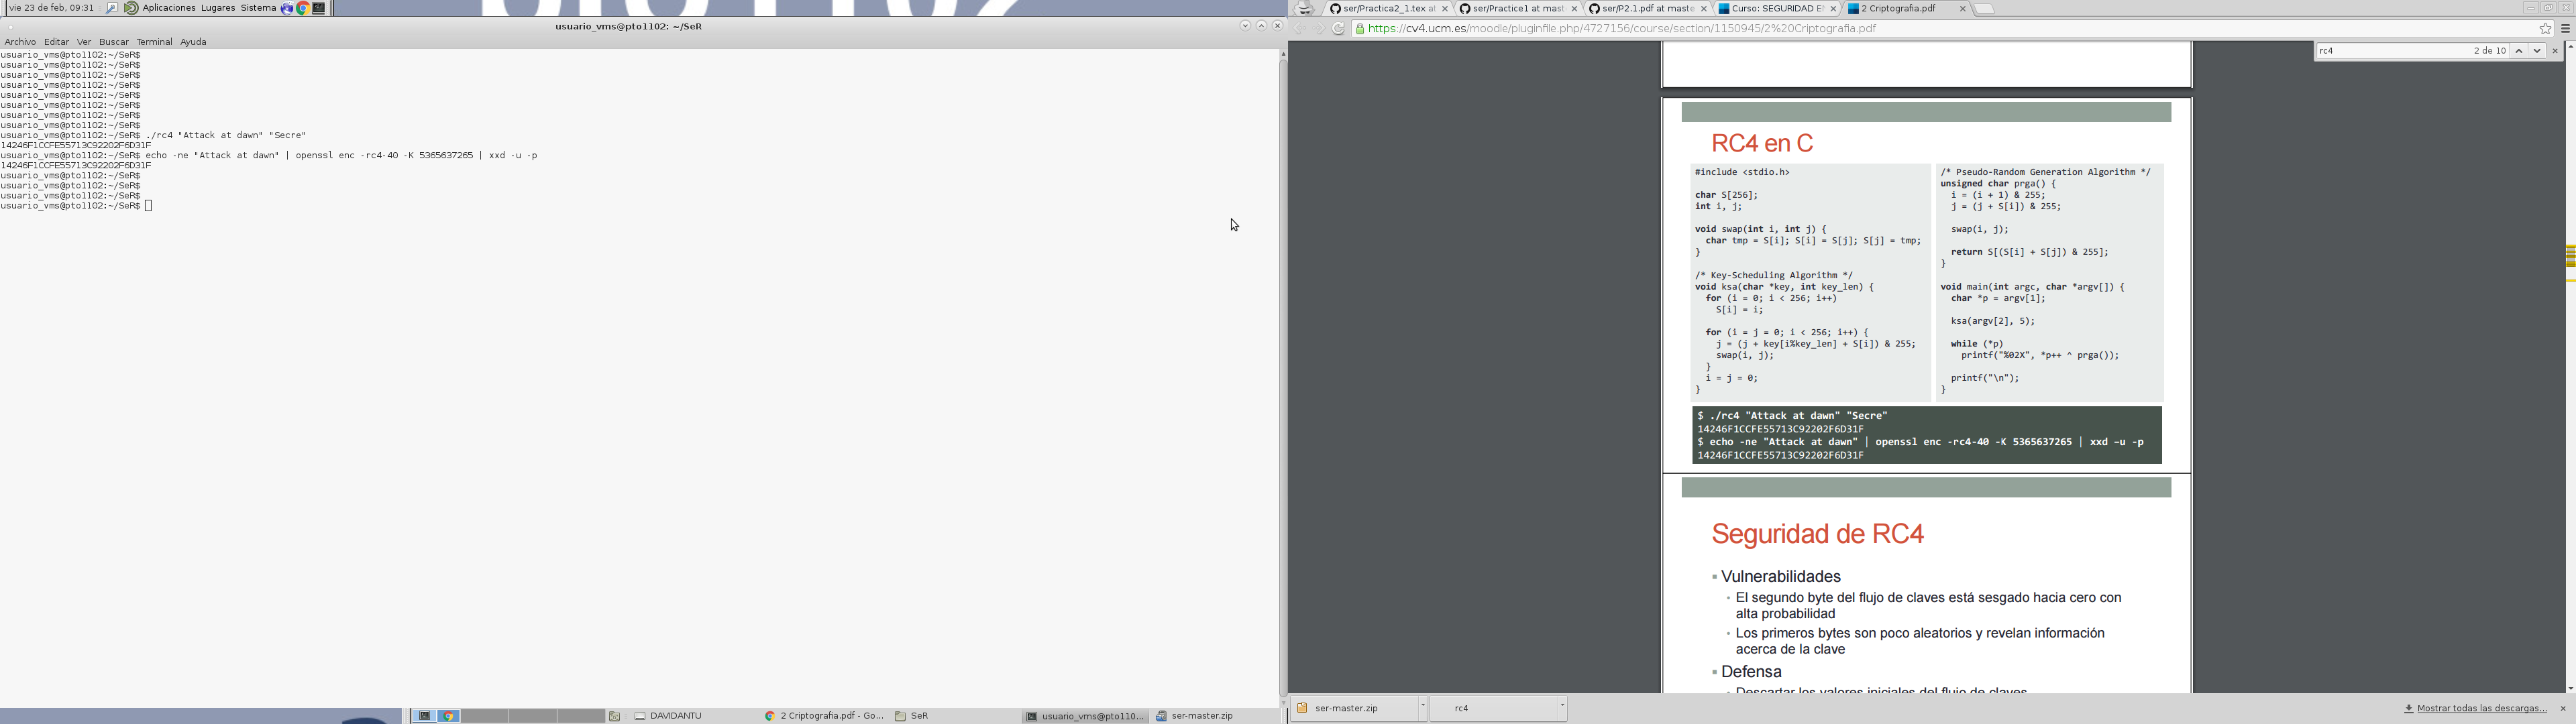 vie 23 de feb, 09:31
Aplicaciones Lugares Sistema
usuario_vms@pto1102: ~/SeR
Archivo Editar Ver Buscar Terminal Ayuda
usuario_vms@pto1102:~/SeR$
usuario_vms@pto1102:~/SeR$
usuario_vms@pto1102:~/SeR$
usuario_vms@pto1102:~/SeR$
usuario_vms@pto1102:~/SeR$
usuario_vms@pto1102:~/SeR$
usuario_vms@pto1102:~/SeR$
usuario_vms@pto1102:~/SeR$
usuario_vms@pto1102:~/SeR$ ./rc4 "Attack at dawn" "Secre"
14246F1CCFE55713C92202F6D31F
usuario_vms@pto1102:~/SeR$ echo -ne "Attack at dawn" | openssl enc -rc4-40 -K 5365637265 | xxd -u -p
14246F1CCFE55713C92202F6D31F
usuario_vms@pto1102:~/SeR$
usuario_vms@pto1102:~/SeR$
usuario_vms@pto1102:~/SeR$
usuario_vms@pto1102:~/SeR$
DAVIDANTU
2 Criptografia.pdf - Go...
SeR
usuario_vms@pto110...
ser-master.zip
ser/Practica2_1.tex at
ser/Practice1 at mast
ser/P2.1.pdf at maste
Curso: SEGURIDAD EN
2 Criptografia.pdf
https://cv4.ucm.es/moodle/pluginfile.php/4727156/course/section/1150945/2%20Criptografia.pdf
rc4
2 de 10
RC4 en C
#include <stdio.h>
char S[256];
int i, j;
void swap(int i, int j) {
char tmp = S[i]; S[i] = S[j]; S[j] = tmp;
}
/* Key-Scheduling Algorithm */
void ksa(char *key, int key_len) {
for (i = 0; i < 256; i++)
S[i] = i;
for (i = j = 0; i < 256; i++) {
j = (j + key[i%key_len] + S[i]) & 255;
swap(i, j);
}
i = j = 0;
}
/* Pseudo-Random Generation Algorithm */
unsigned char prga() {
i = (i + 1) & 255;
j = (j + S[i]) & 255;
swap(i, j);
return S[(S[i] + S[j]) & 255];
}
void main(int argc, char *argv[]) {
char *p = argv[1];
ksa(argv[2], 5);
while (*p)
printf("%02X", *p++ ^ prga());
printf("\n");
}
$ ./rc4 "Attack at dawn" "Secre"
14246F1CCFE55713C92202F6D31F
$ echo -ne "Attack at dawn" | openssl enc -rc4-40 -K 5365637265 | xxd –u -p
14246F1CCFE55713C92202F6D31F
Seguridad de RC4
▪ Vulnerabilidades
• El segundo byte del flujo de claves está sesgado hacia cero con
alta probabilidad
• Los primeros bytes son poco aleatorios y revelan información
acerca de la clave
▪ Defensa
• Descartar los valores iniciales del flujo de claves
ser-master.zip
rc4
Mostrar todas las descargas...